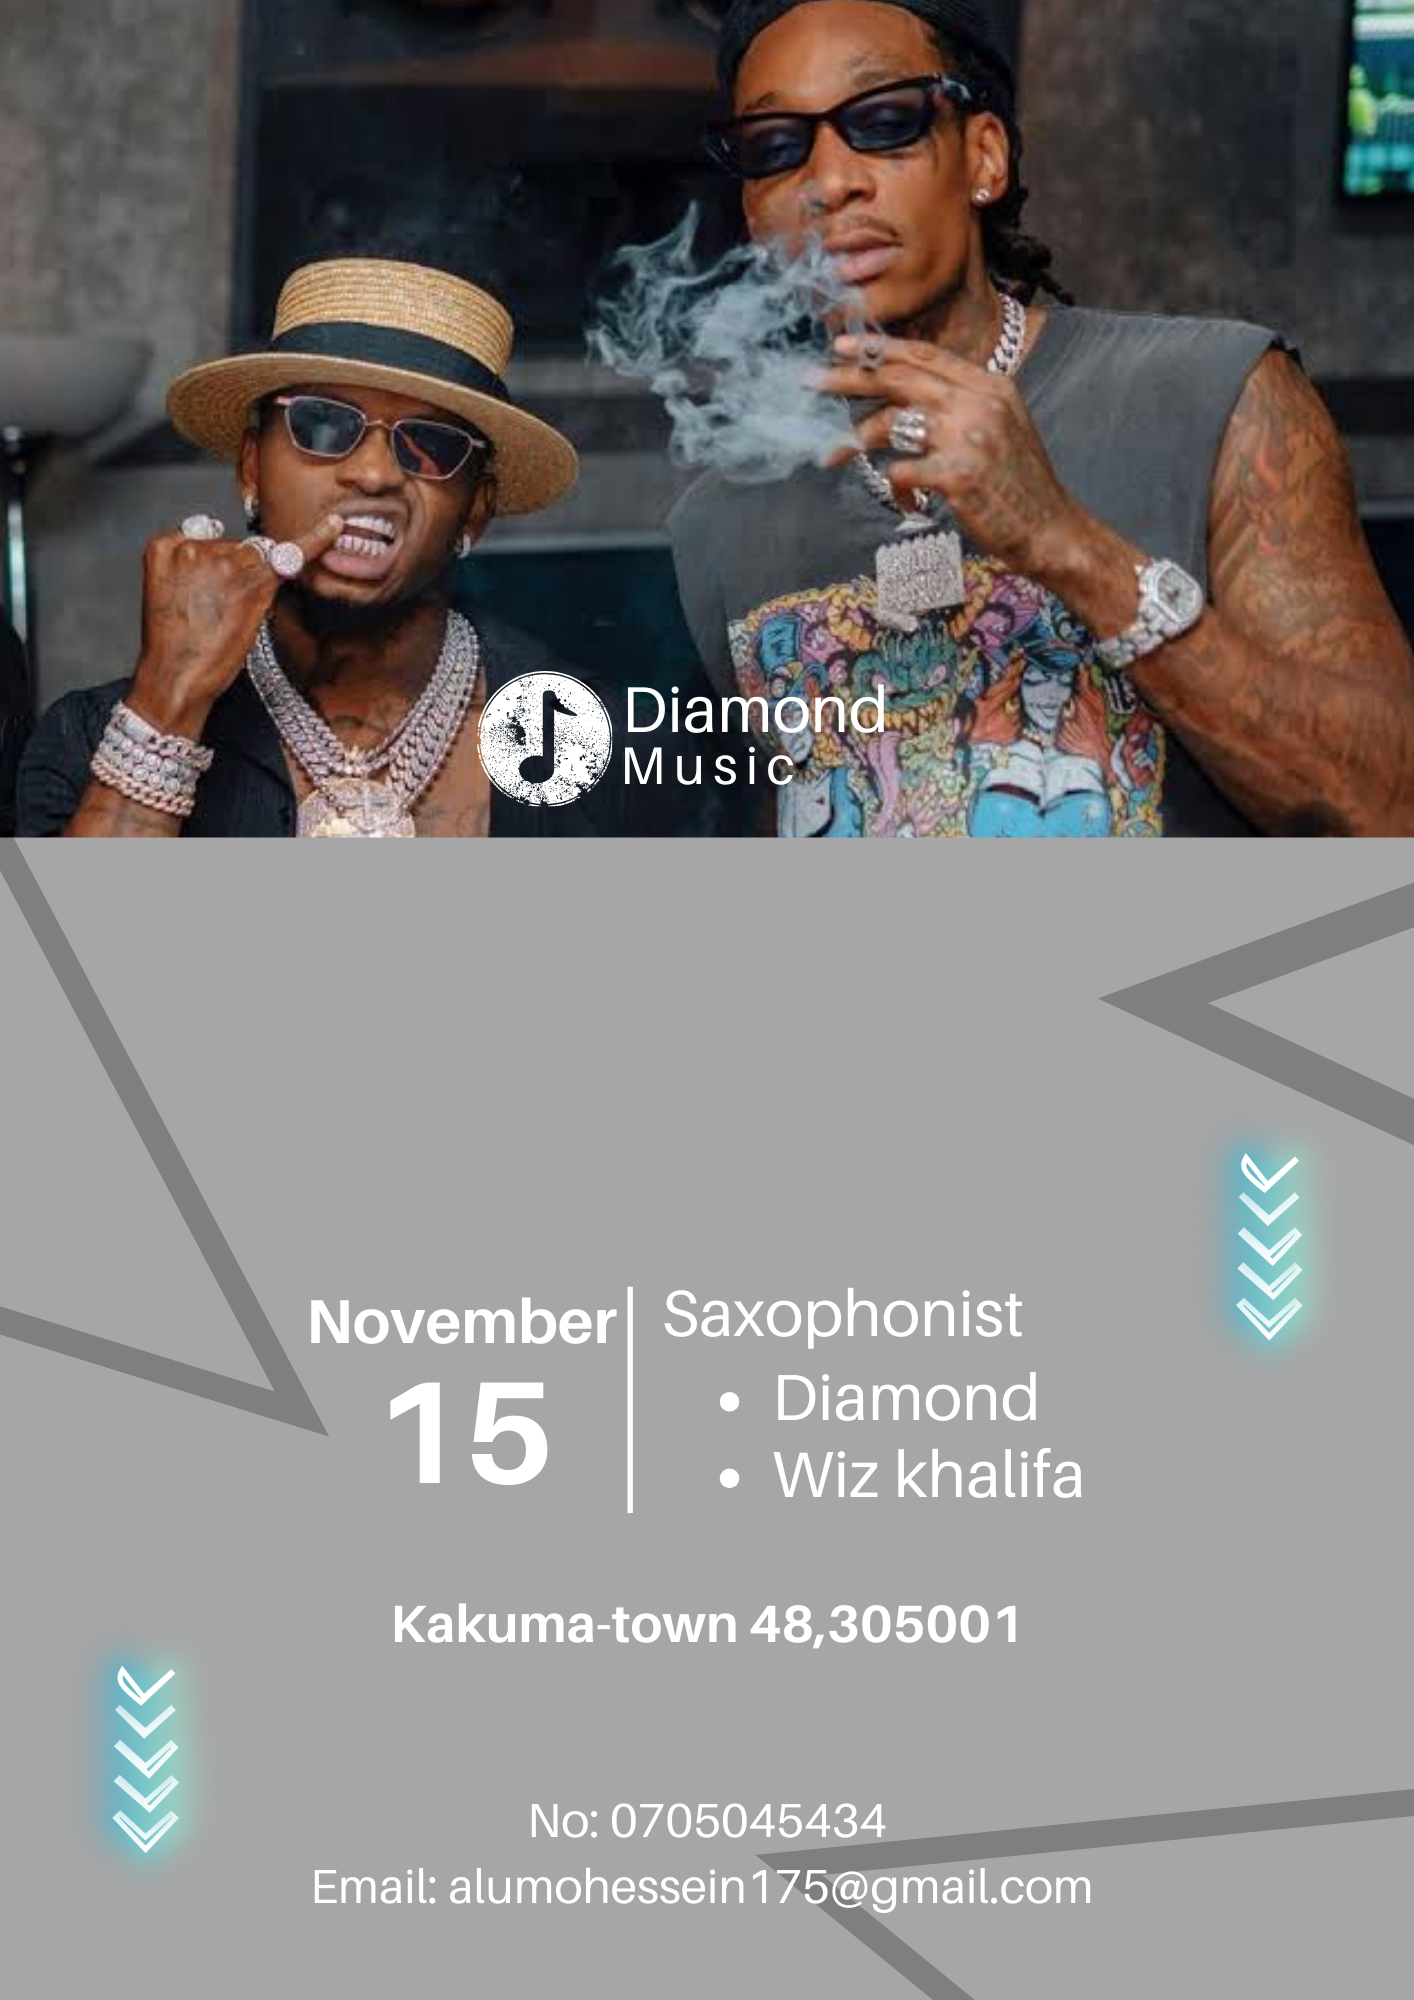 Diamond
Music
November
15
Saxophonist
• Diamond
• Wiz khalifa
Kakuma-town 48,305001
No: 0705045434
Email: alumohessein175@gmail.com